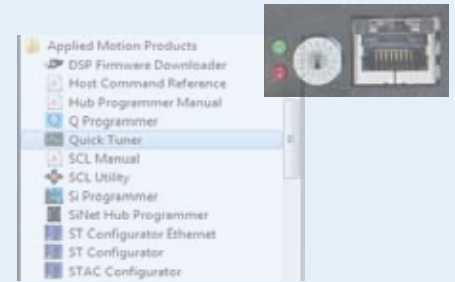 Applied Motion Products
DSP Firmware Downloader
Host Command Reference
Hub Programmer Manual
Q Programmer
Quick Tuner
SCL Manual
SCL Utility
Si Programmer
SiNet Hub Programmer
ST Configurator Ethernet
ST Configurator
STAC Configurator